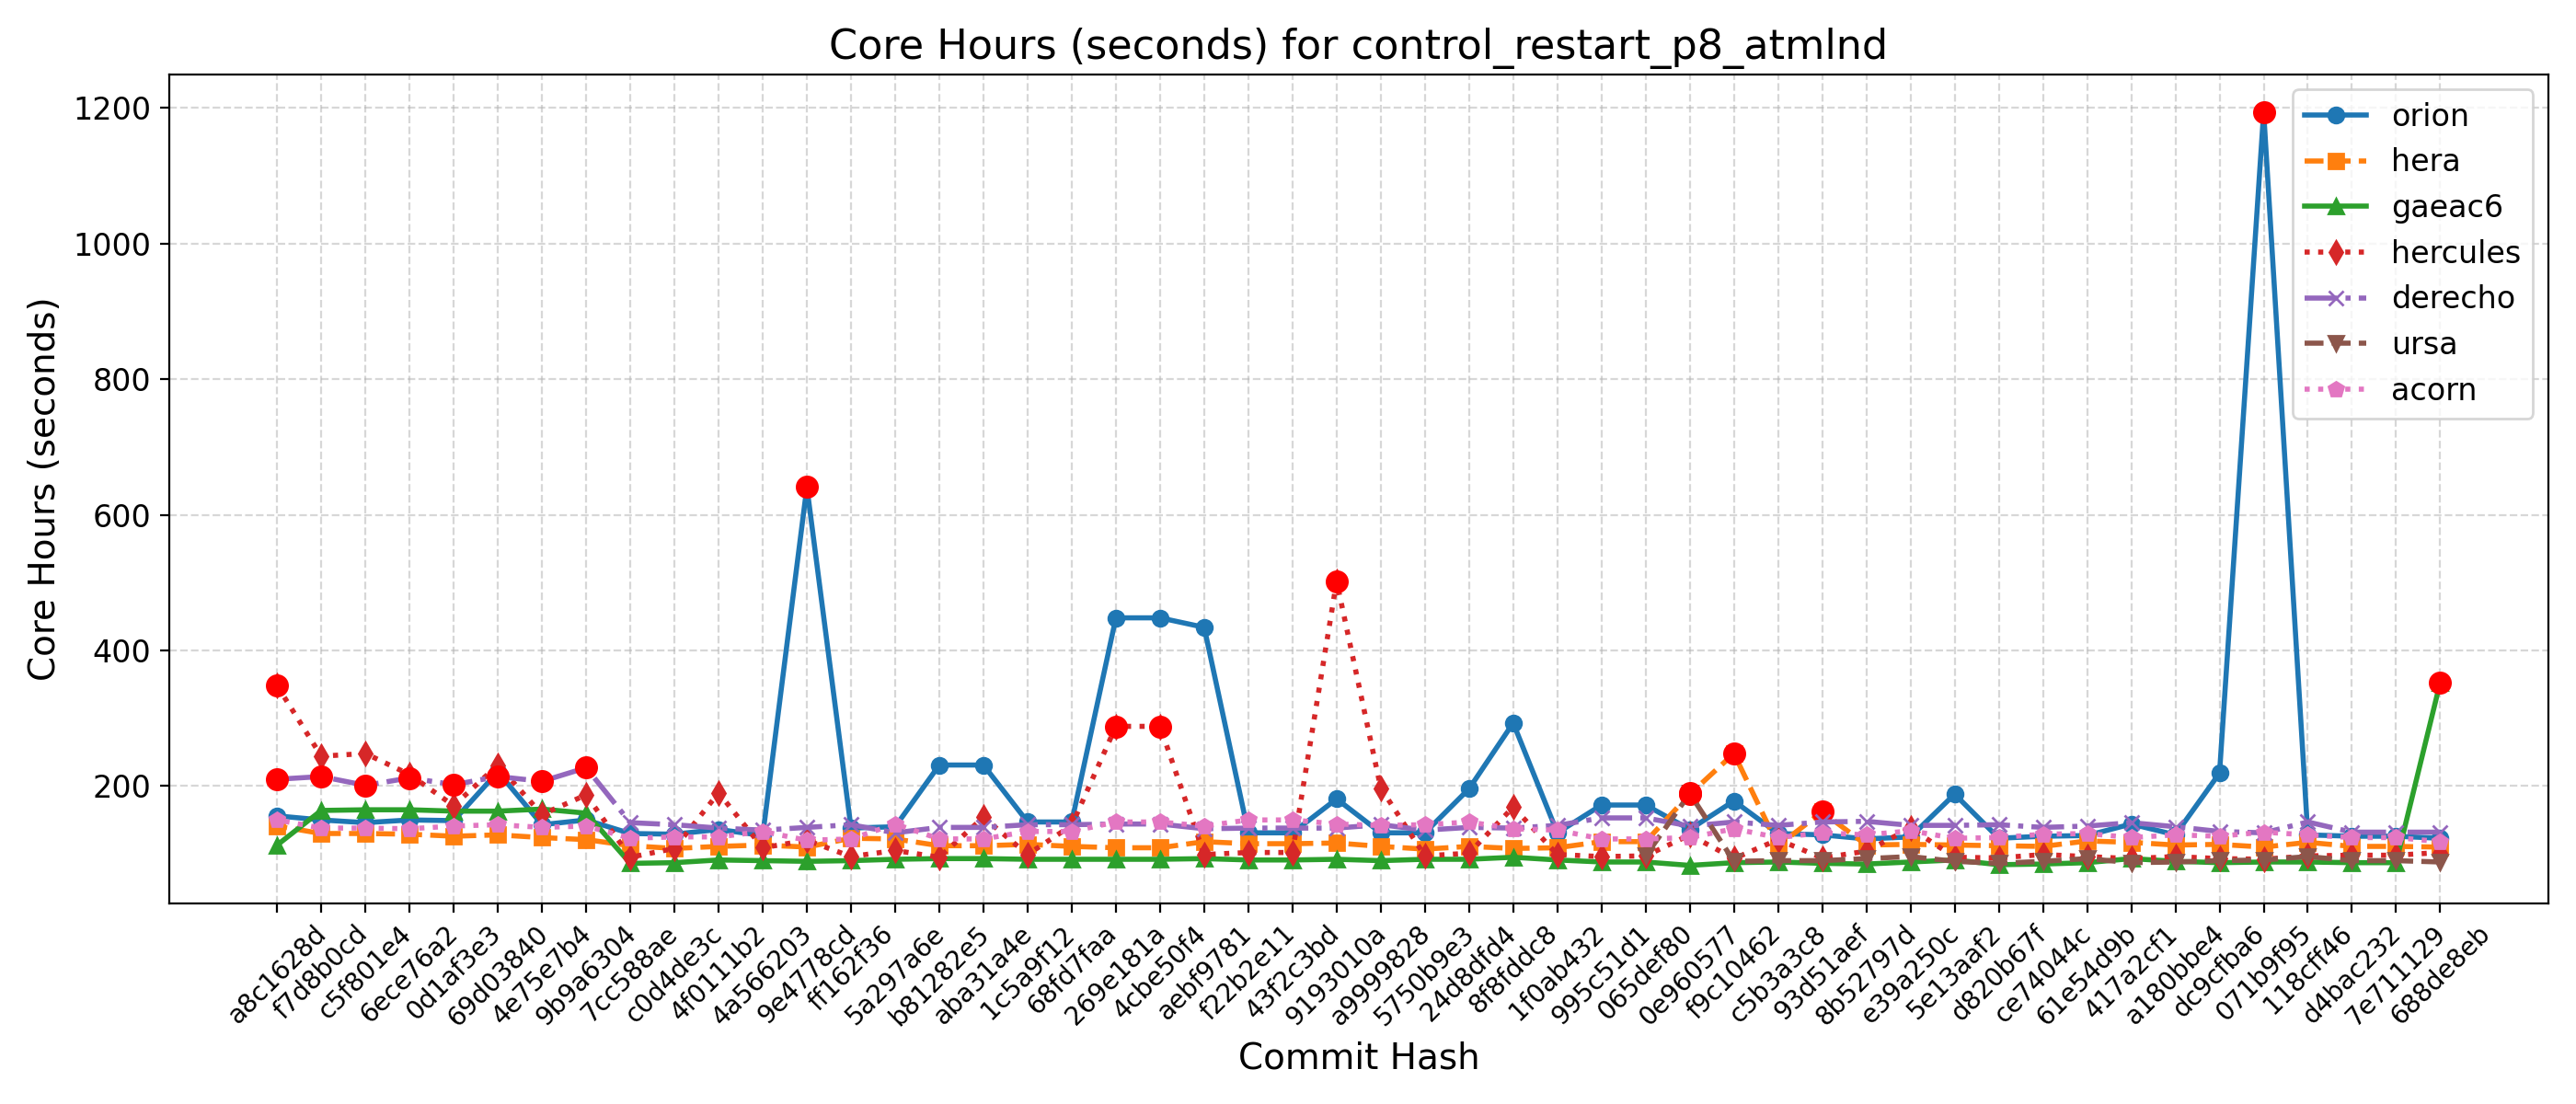 Core Hours (seconds) for control_restart_p8_atmlnd
Core Hours (seconds)
1200
1000
800
600
400
200
orion
hera
gaeac6
hercules
derecho
ursa
acorn
a8c1628d
f7d8b0cd
c5f801e4
6ece76a2
0d1af3e3
69d03840
4e75e7b4
9b9a6304
7cc588ae
c0d4de3c
4f0111b2
4a566203
9e4778cd
ff162f36
5a297a6e
b81282e5
aba31a4e
1c5a9f12
68fd7faa
269e181a
4cbe50f4
aebf9781
f22b2e11
43f2c3bd
9193010a
a9999828
5750b9e3
24d8dfd4
8f8fddc8
1f0ab432
995c51d1
065def80
0e960577
f9c10462
c5b3a3c8
93d51aef
8b52797d
e39a250c
5e13aaf2
d820b67f
ce74044c
61e54d9b
417a2cf1
a180bbe4
dc9cfba6
071b9f95
118cff46
d4bac232
7e711129
688de8eb
Commit Hash